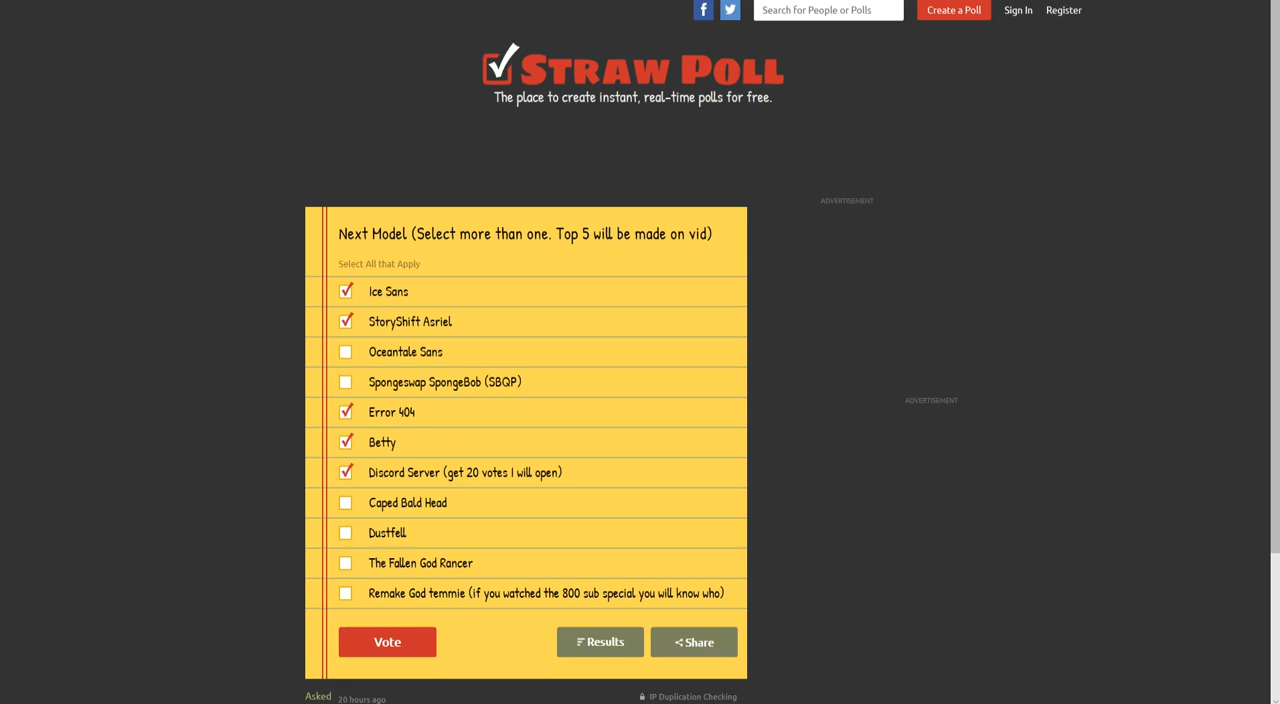 f
Search for People or Polls
Create a Poll
Sign In
Register
STRAW POLL
The place to create instant, real-time polls for free.
ADVERTISEMENT
Next Model (Select more than one. Top 5 will be made on vid)
Select All that Apply
Ice Sans
StoryShift Asriel
Oceantale Sans
Spongeswap SpongeBob (SBQP)
ADVERTISEMENT
Error 404
Betty
Discord Server (get 20 votes I will open)
Caped Bald Head
Dustfell
The Fallen God Rancer
Remake God temmie (if you watched the 800 sub special you will know who)
Vote
Results
Share
Asked 20 hours ago
IP Duplication Checking